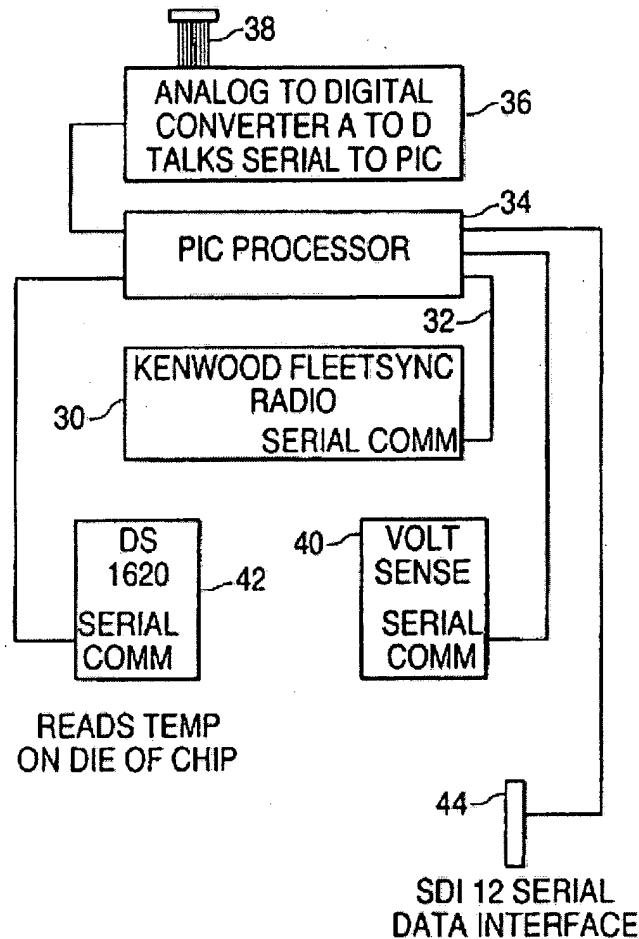 38
ANALOG TO DIGITAL
CONVERTER A TO D
TALKS SERIAL TO PIC
36
34
PIC PROCESSOR
32
KENWOOD FLEETSYNC
RADIO
30
SERIAL COMM
DS
1620
42
SERIAL
COMM
40
VOLT
SENSE
SERIAL
COMM
READS TEMP
ON DIE OF CHIP
44
SDI 12 SERIAL
DATA INTERFACE